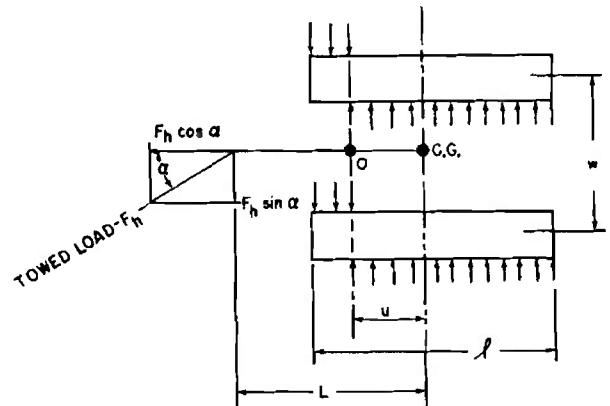 F_h cos α
α
O
C.G.
w
F_h sin α
TOWED LOAD-F_h
u
l
L